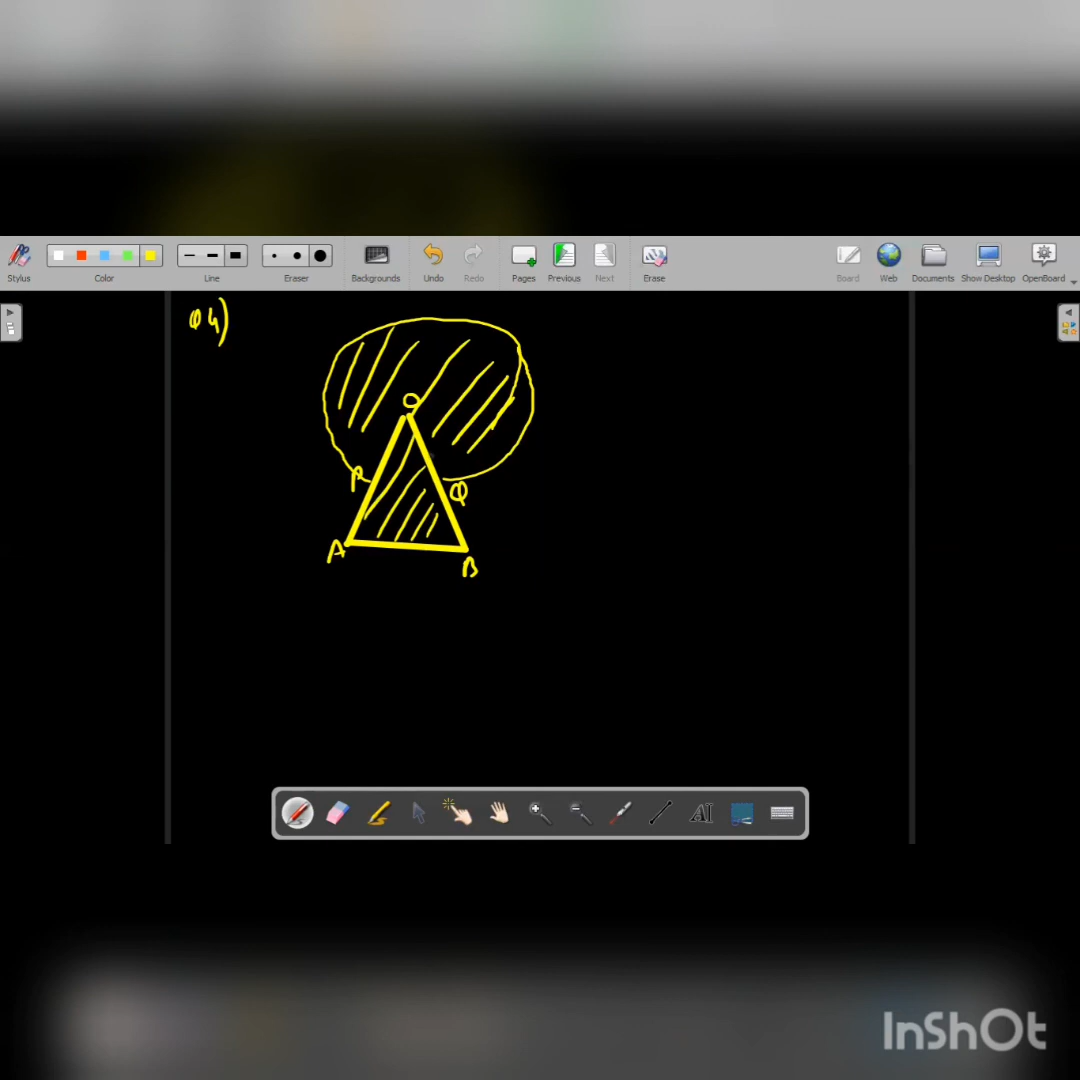 Stylus Color Line Eraser Backgrounds Undo Redo Pages Previous Next Erase Board Web Documents Show Desktop OpenBoard
Q4)
O
P
Q
A
B
AI
InShOt